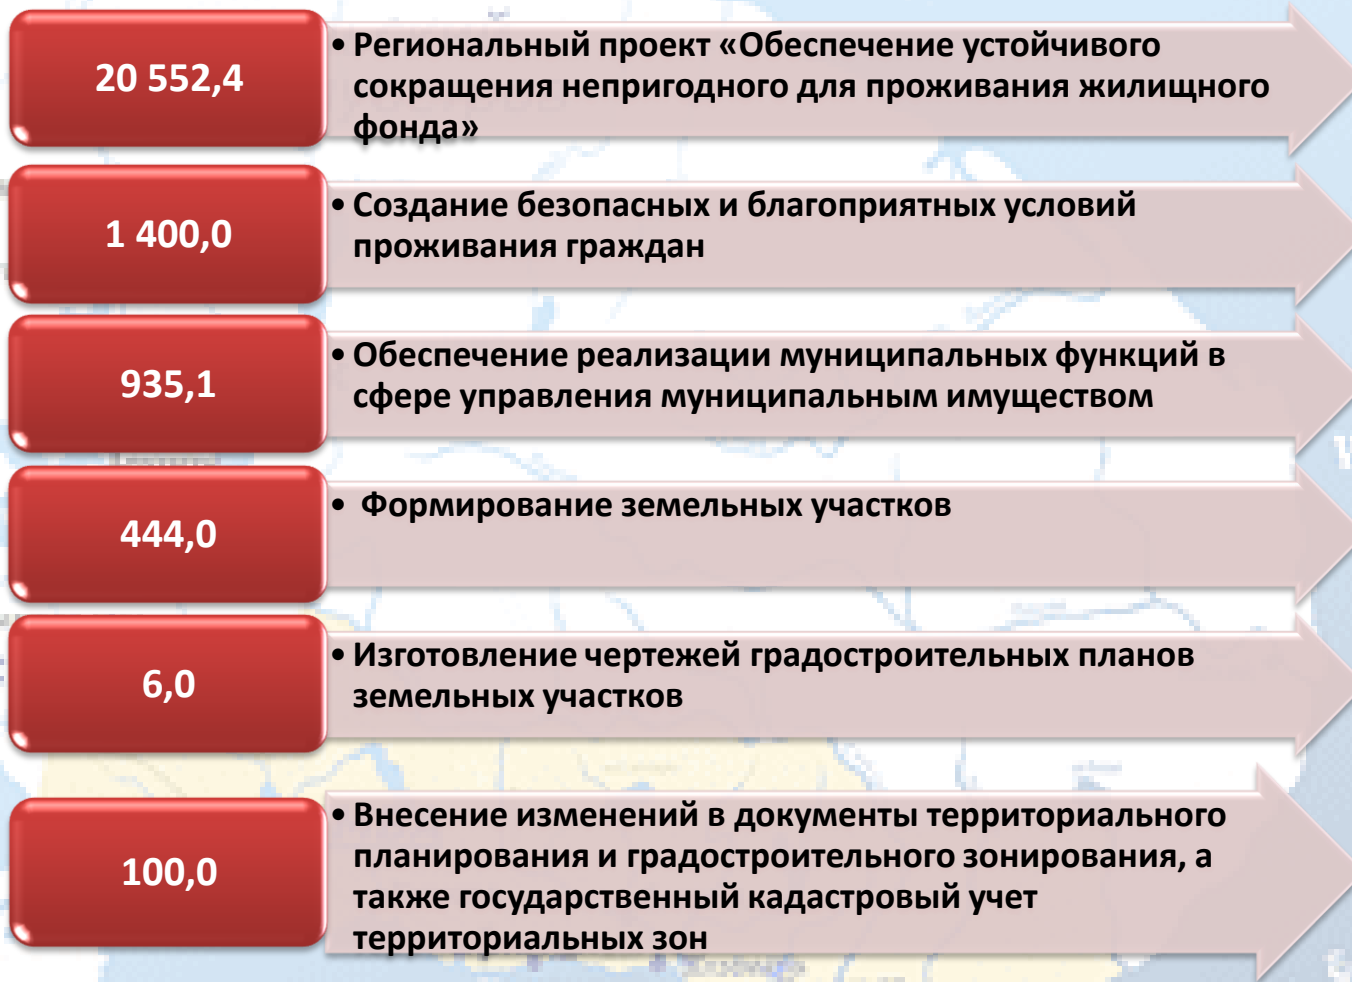 20 552,4
• Региональный проект «Обеспечение устойчивого
сокращения непригодного для проживания жилищного
фонда»
1 400,0
• Создание безопасных и благоприятных условий
проживания граждан
935,1
• Обеспечение реализации муниципальных функций в
сфере управления муниципальным имуществом
444,0
• Формирование земельных участков
6,0
• Изготовление чертежей градостроительных планов
земельных участков
100,0
• Внесение изменений в документы территориального
планирования и градостроительного зонирования, а
также государственный кадастровый учет
территориальных зон